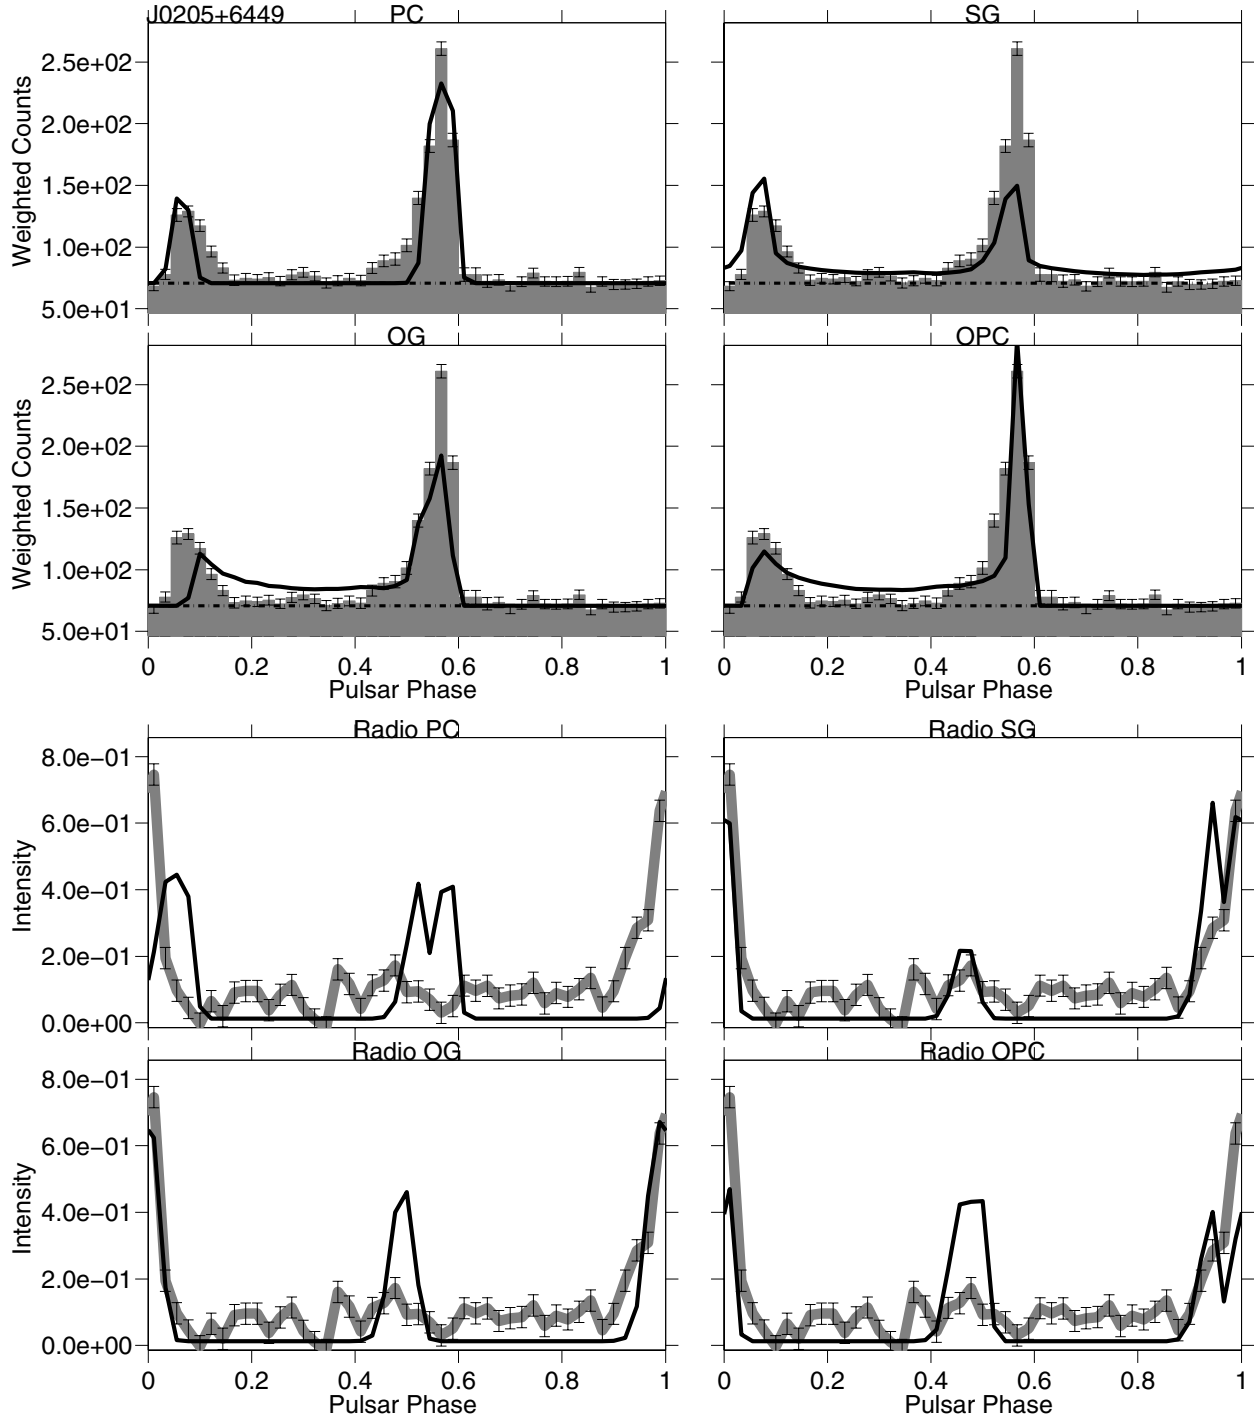 J0205+6449 PC SG
Weighted Counts
2.5e+02
2.0e+02
1.5e+02
1.0e+02
5.0e+01
OG OPC
Weighted Counts
2.5e+02
2.0e+02
1.5e+02
1.0e+02
5.0e+01
0 0.2 0.4 0.6 0.8 1 0 0.2 0.4 0.6 0.8 1
Pulsar Phase Pulsar Phase
Radio PC Radio SG
Intensity
8.0e−01
6.0e−01
4.0e−01
2.0e−01
0.0e+00
Radio OG Radio OPC
Intensity
8.0e−01
6.0e−01
4.0e−01
2.0e−01
0.0e+00
0 0.2 0.4 0.6 0.8 1 0 0.2 0.4 0.6 0.8 1
Pulsar Phase Pulsar Phase